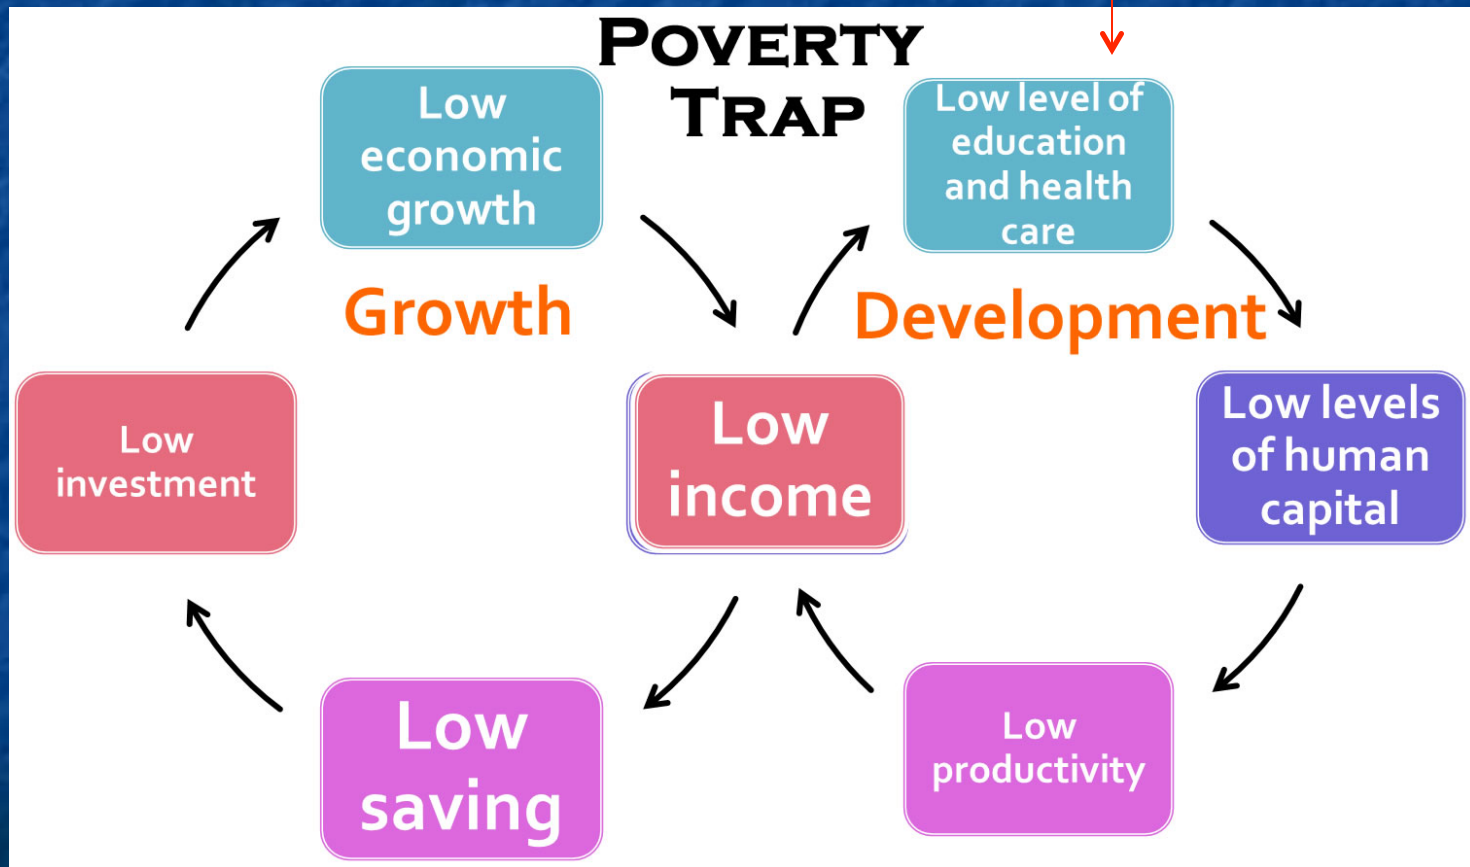 POVERTY
TRAP
Low
economic
growth
Low level of
education
and health
care
Growth
Development
Low
investment
Low
income
Low levels
of human
capital
Low
saving
Low
productivity